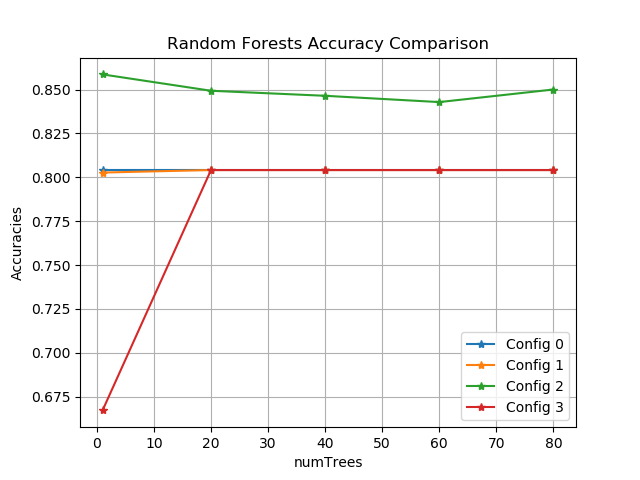 Random Forests Accuracy Comparison
Accuracies
0.850
0.825
0.800
0.775
0.750
0.725
0.700
0.675
0 10 20 30 40 50 60 70 80
numTrees
Config 0
Config 1
Config 2
Config 3